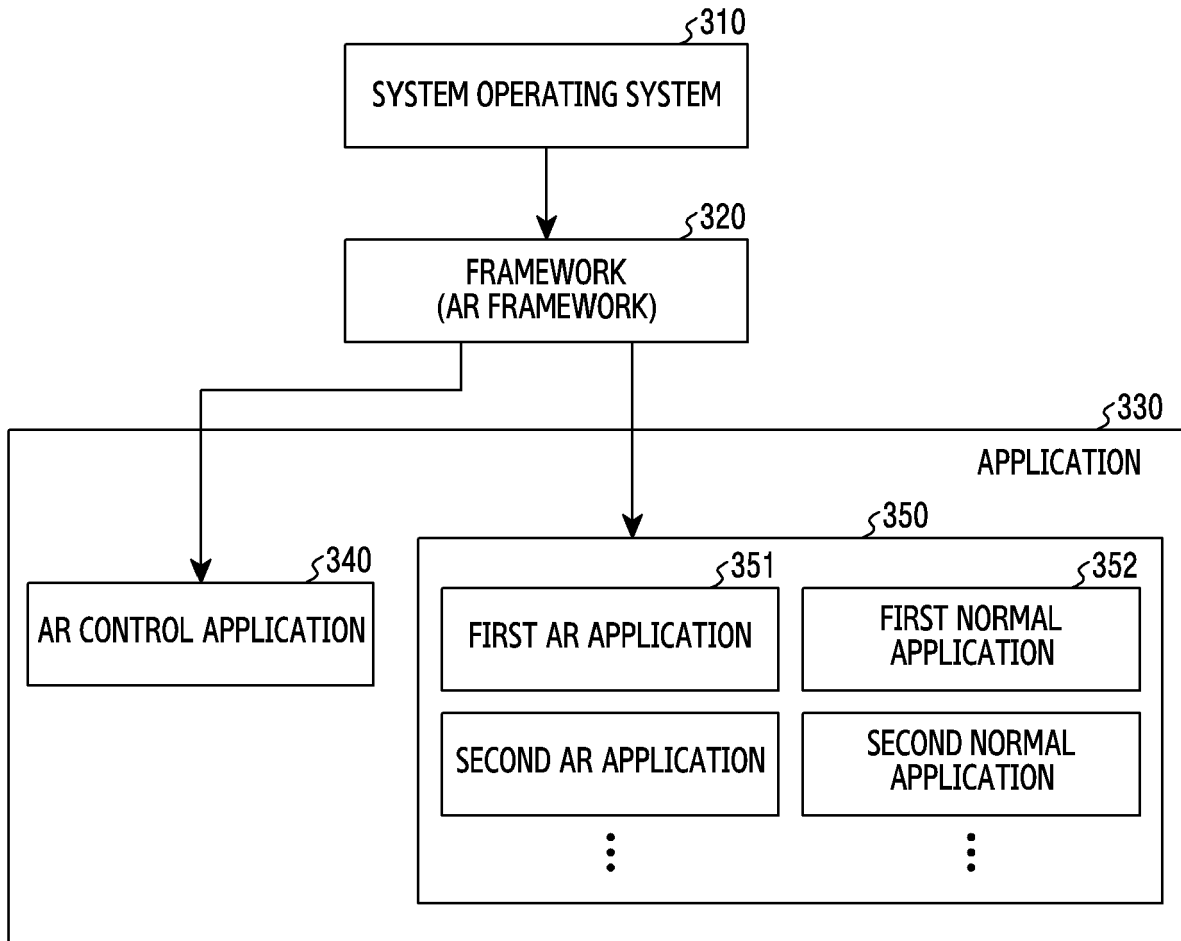 310
SYSTEM OPERATING SYSTEM
320
FRAMEWORK
(AR FRAMEWORK)
330
APPLICATION
340
AR CONTROL APPLICATION
350
351
FIRST AR APPLICATION
352
FIRST NORMAL
APPLICATION
SECOND AR APPLICATION
SECOND NORMAL
APPLICATION